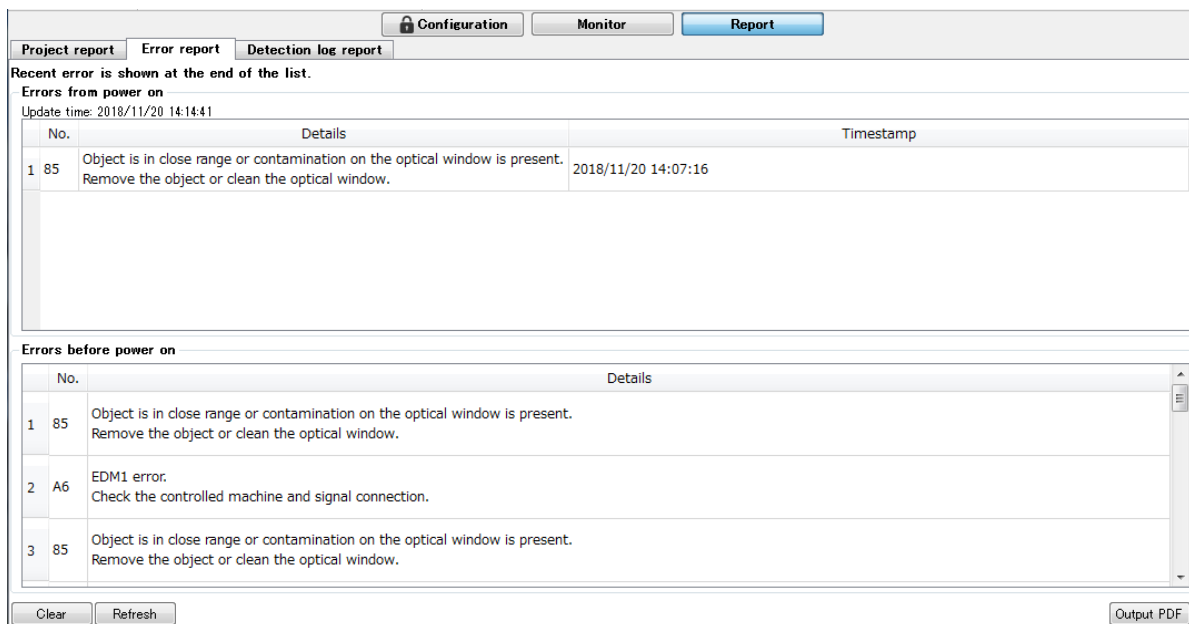 Configuration Monitor Report
Project report Error report Detection log report
Recent error is shown at the end of the list.
Errors from power on
Update time: 2018/11/20 14:14:41
No. Details Timestamp
1 85 Object is in close range or contamination on the optical window is present. 2018/11/20 14:07:16
Remove the object or clean the optical window.
Errors before power on
No. Details
1 85 Object is in close range or contamination on the optical window is present.
Remove the object or clean the optical window.
2 A6 EDM1 error.
Check the controlled machine and signal connection.
3 85 Object is in close range or contamination on the optical window is present.
Remove the object or clean the optical window.
Clear Refresh Output PDF